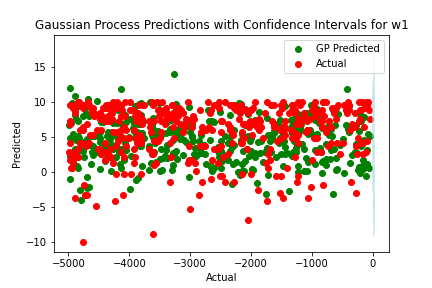 Gaussian Process Predictions with Confidence Intervals for w1
GP Predicted
Actual
15
10
5
0
−5
−10
Predicted
−5000 −4000 −3000 −2000 −1000 0
Actual